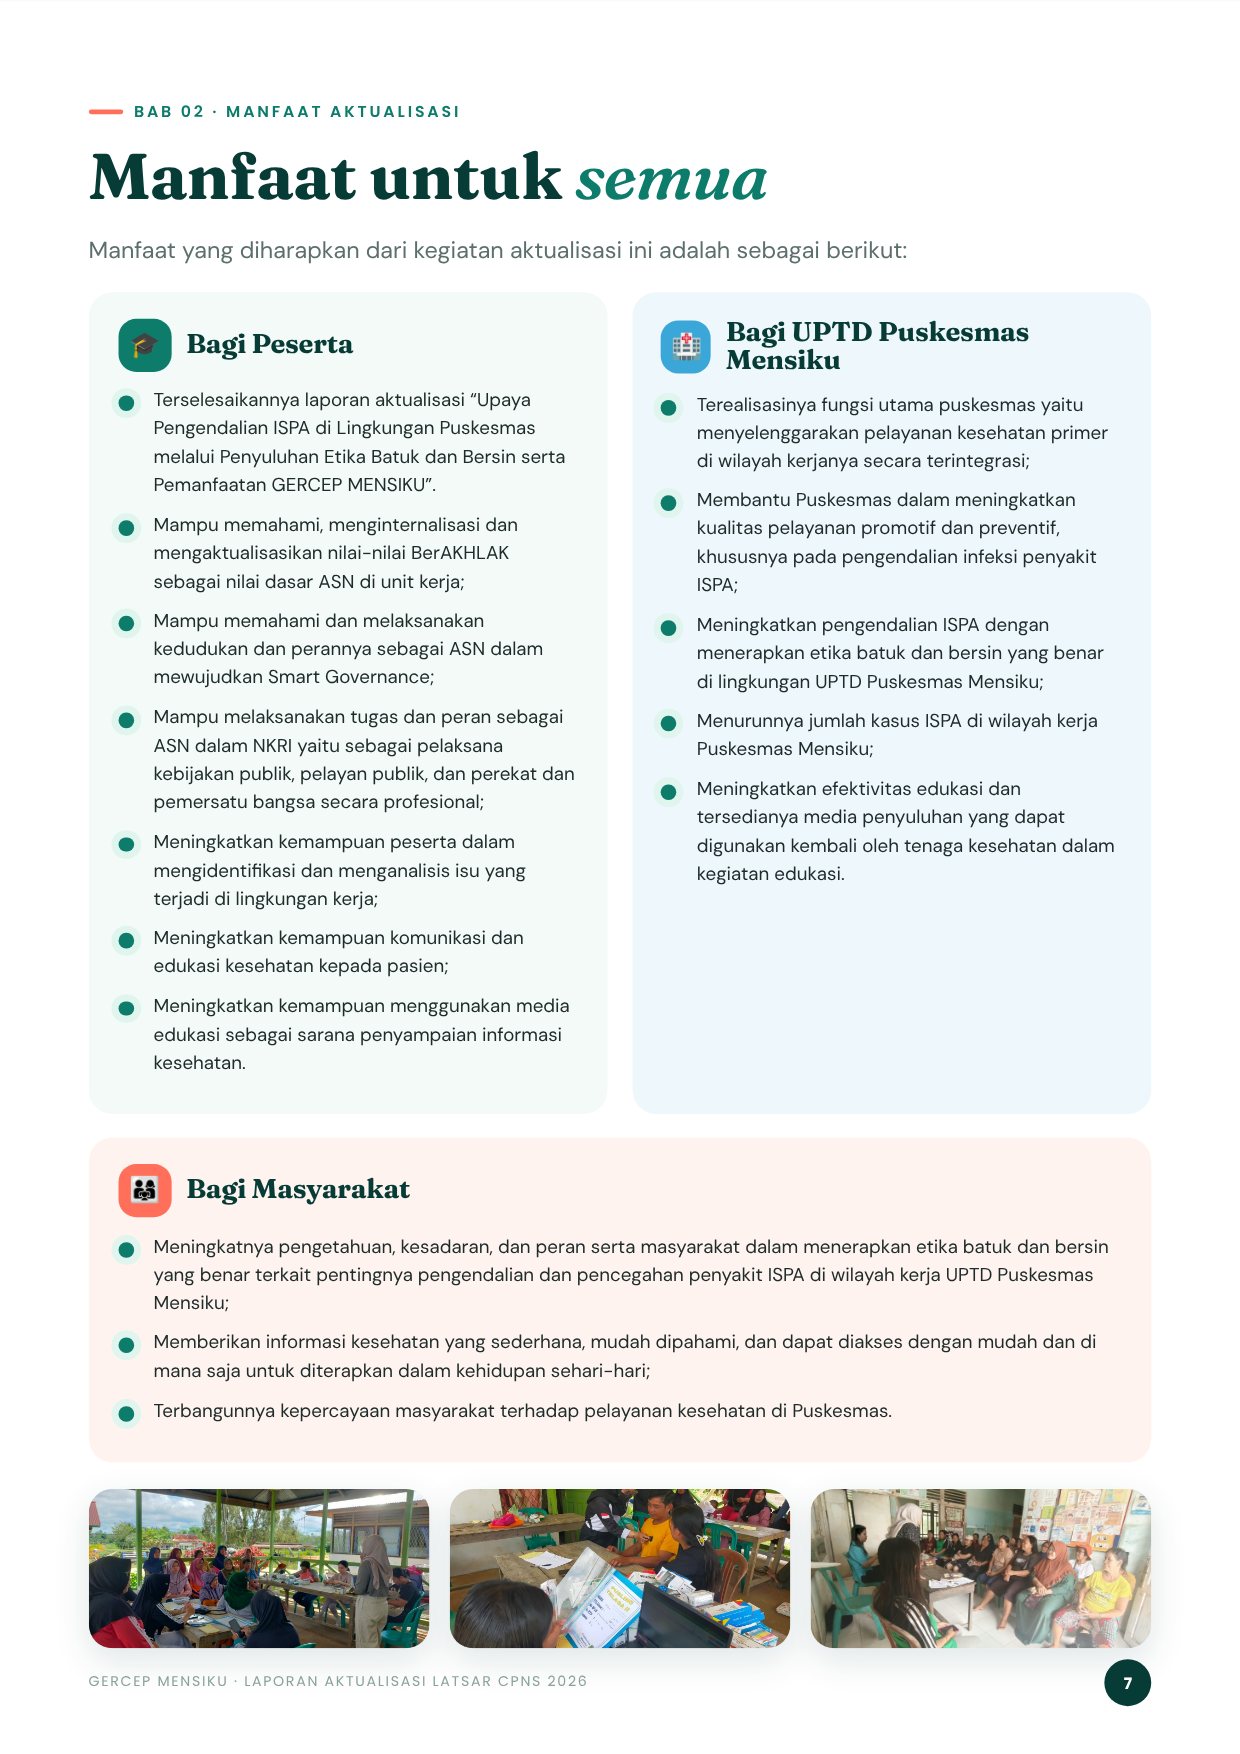 BAB 02 · MANFAAT AKTUALISASI
Manfaat untuk semua
Manfaat yang diharapkan dari kegiatan aktualisasi ini adalah sebagai berikut:
Bagi Peserta
Terselesaikannya laporan aktualisasi “Upaya
Pengendalian ISPA di Lingkungan Puskesmas
melalui Penyuluhan Etika Batuk dan Bersin serta
Pemanfaatan GERCEP MENSIKU”.
Mampu memahami, menginternalisasi dan
mengaktualisasikan nilai-nilai BerAKHLAK
sebagai nilai dasar ASN di unit kerja;
Mampu memahami dan melaksanakan
kedudukan dan perannya sebagai ASN dalam
mewujudkan Smart Governance;
Mampu melaksanakan tugas dan peran sebagai
ASN dalam NKRI yaitu sebagai pelaksana
kebijakan publik, pelayan publik, dan perekat dan
pemersatu bangsa secara profesional;
Meningkatkan kemampuan peserta dalam
mengidentifikasi dan menganalisis isu yang
terjadi di lingkungan kerja;
Meningkatkan kemampuan komunikasi dan
edukasi kesehatan kepada pasien;
Meningkatkan kemampuan menggunakan media
edukasi sebagai sarana penyampaian informasi
kesehatan.
Bagi UPTD Puskesmas
Mensiku
Terealisasinya fungsi utama puskesmas yaitu
menyelenggarakan pelayanan kesehatan primer
di wilayah kerjanya secara terintegrasi;
Membantu Puskesmas dalam meningkatkan
kualitas pelayanan promotif dan preventif,
khususnya pada pengendalian infeksi penyakit
ISPA;
Meningkatkan pengendalian ISPA dengan
menerapkan etika batuk dan bersin yang benar
di lingkungan UPTD Puskesmas Mensiku;
Menurunnya jumlah kasus ISPA di wilayah kerja
Puskesmas Mensiku;
Meningkatkan efektivitas edukasi dan
tersedianya media penyuluhan yang dapat
digunakan kembali oleh tenaga kesehatan dalam
kegiatan edukasi.
Bagi Masyarakat
Meningkatnya pengetahuan, kesadaran, dan peran serta masyarakat dalam menerapkan etika batuk dan bersin
yang benar terkait pentingnya pengendalian dan pencegahan penyakit ISPA di wilayah kerja UPTD Puskesmas
Mensiku;
Memberikan informasi kesehatan yang sederhana, mudah dipahami, dan dapat diakses dengan mudah dan di
mana saja untuk diterapkan dalam kehidupan sehari-hari;
Terbangunnya kepercayaan masyarakat terhadap pelayanan kesehatan di Puskesmas.
GERCEP MENSIKU · LAPORAN AKTUALISASI LATSAR CPNS 2026
7